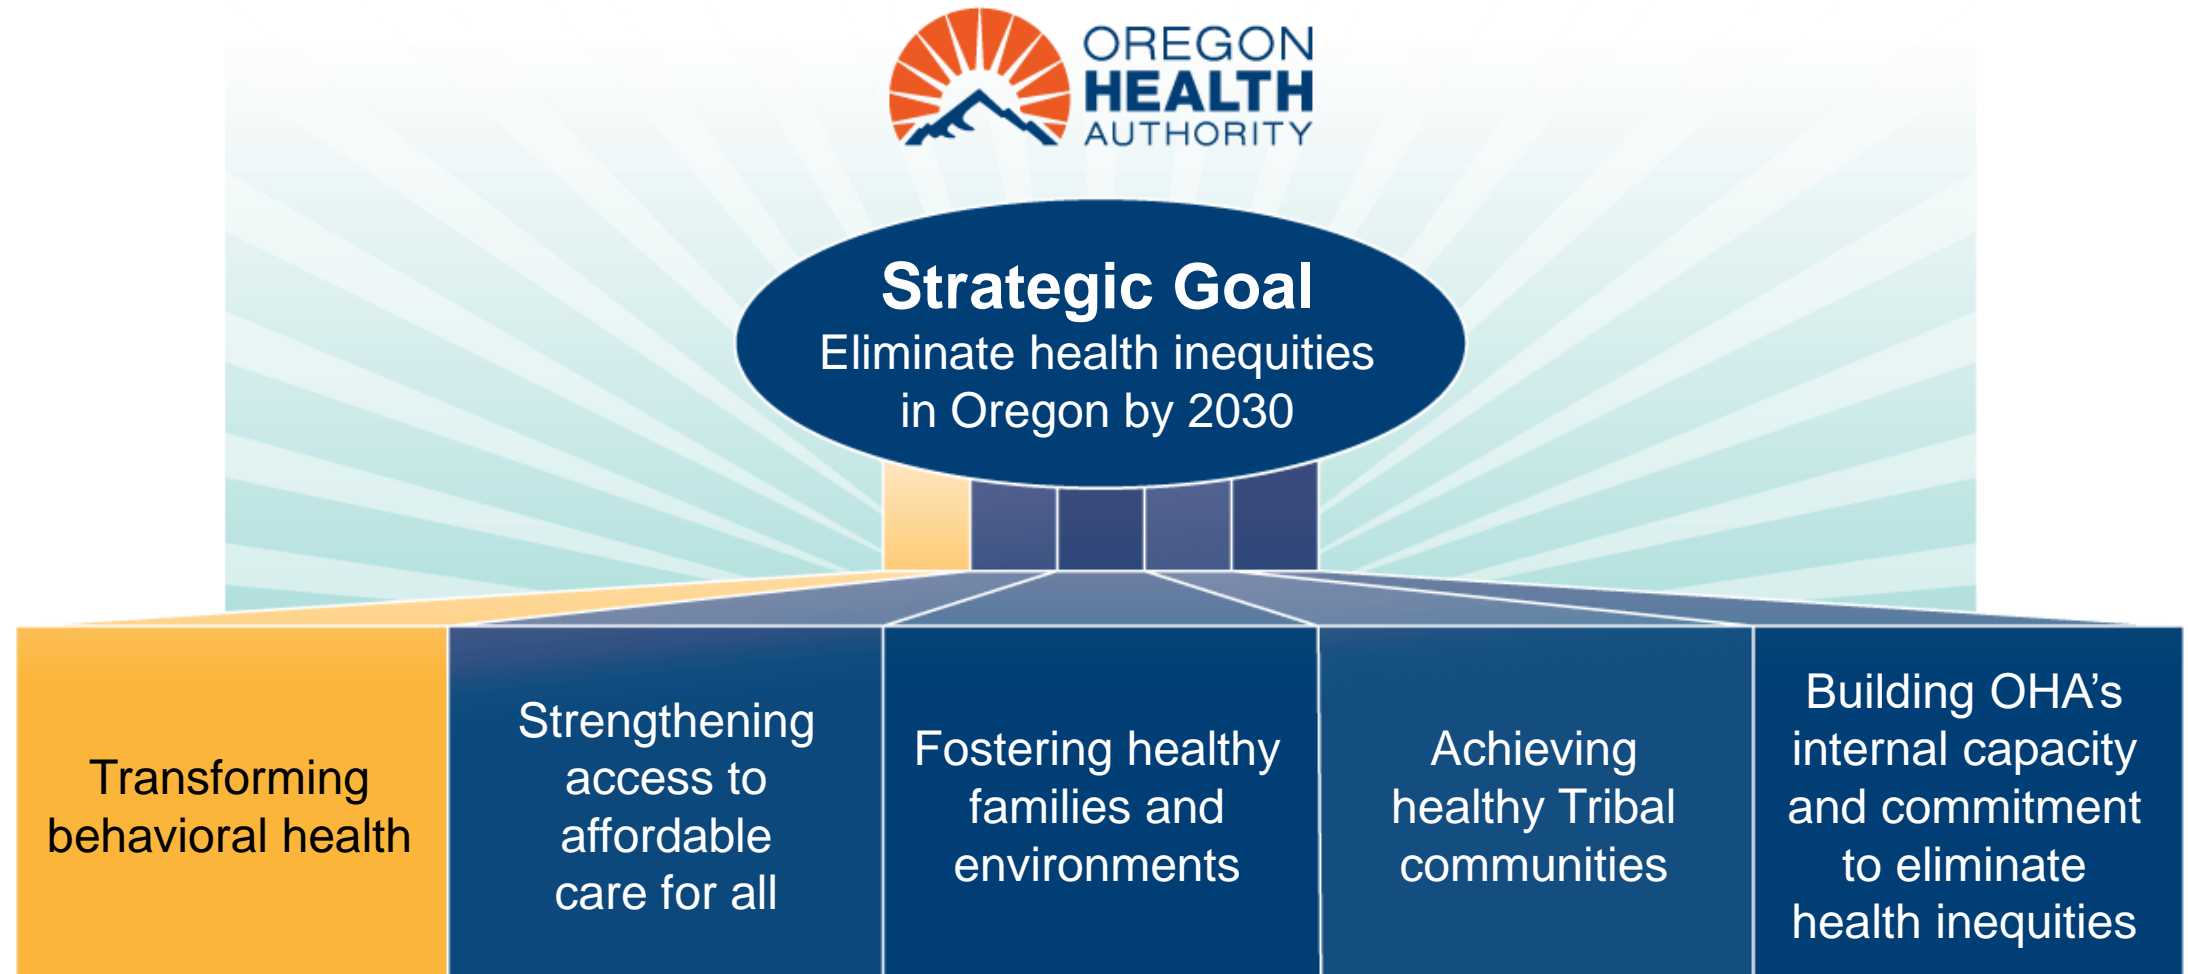 OREGON
HEALTH
AUTHORITY
Strategic Goal
Eliminate health inequities
in Oregon by 2030
Transforming
behavioral health
Strengthening
access to
affordable
care for all
Fostering healthy
families and
environments
Achieving
healthy Tribal
communities
Building OHA’s
internal capacity
and commitment
to eliminate
health inequities